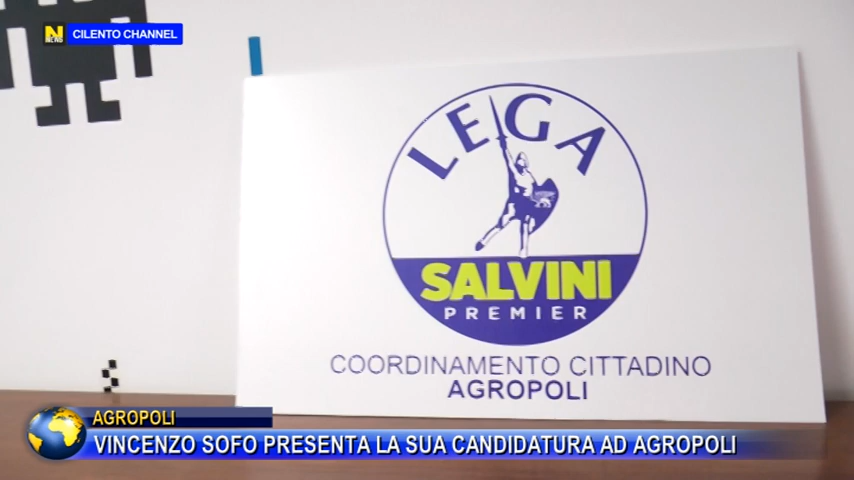 CILENTO CHANNEL
LEGA
SALVINI
PREMIER
COORDINAMENTO CITTADINO
AGROPOLI
AGROPOLI
VINCENZO SOFO PRESENTA LA SUA CANDIDATURA AD AGROPOLI